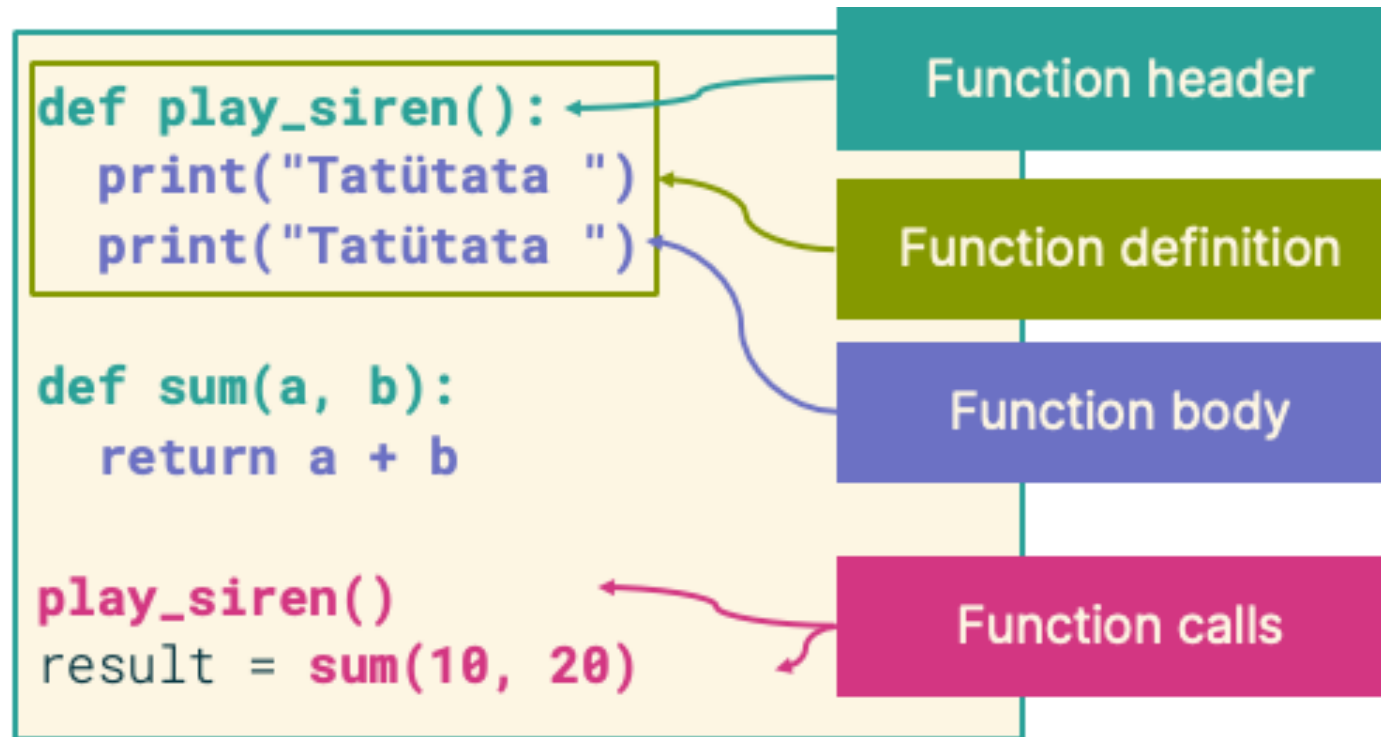 def play_siren():
  print("Tatütata ")
  print("Tatütata ")
def sum(a, b):
  return a + b
play_siren()
result = sum(10, 20)
Function header
Function definition
Function body
Function calls